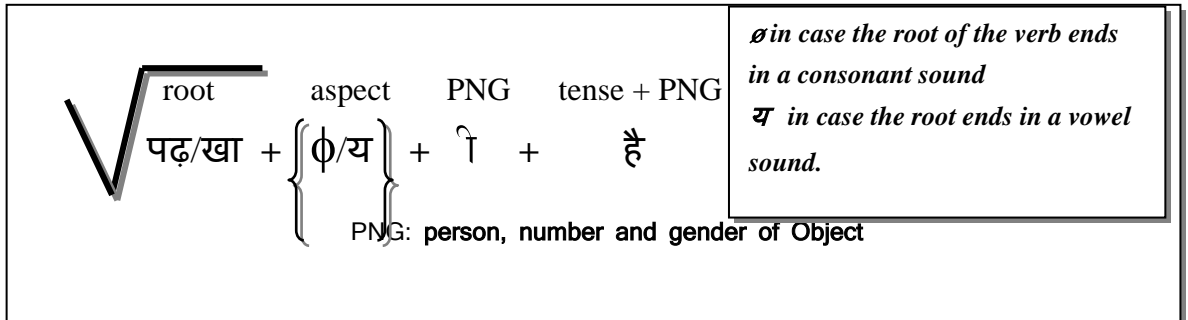 ø in case the root of the verb ends
in a consonant sound
य in case the root ends in a vowel
sound.
root aspect PNG tense + PNG
पढ़/खा + {ф/य} + ी + है
PNG: person, number and gender of Object